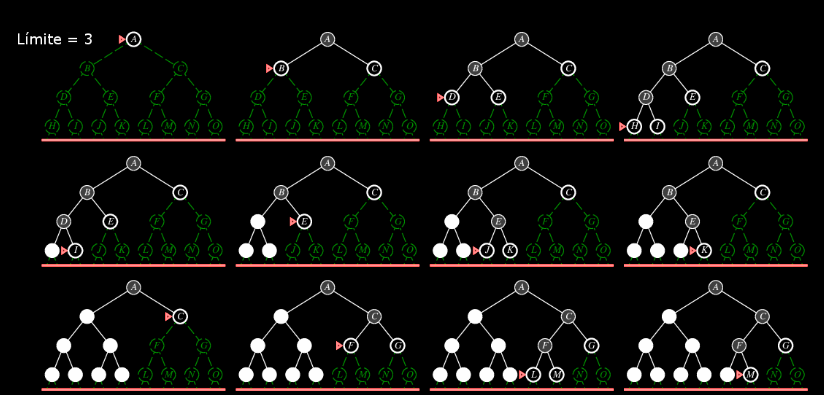 Límite = 3
A
B C
D E F G
H I J K L M N O
A
B C
D E F G
H I J K L M N O
A
B C
D E F G
H I J K L M N O
A
B C
D E F G
H I J K L M N O
A
B C
D E F G
I J K L M N O
A
B C
E F G
J K L M N O
A
B C
E F G
J K L M N O
A
B C
E F G
K L M N O
A
C
F G
L M N O
A
C
F G
L M N O
A
C
F G
L M N O
A
C
F G
M N O